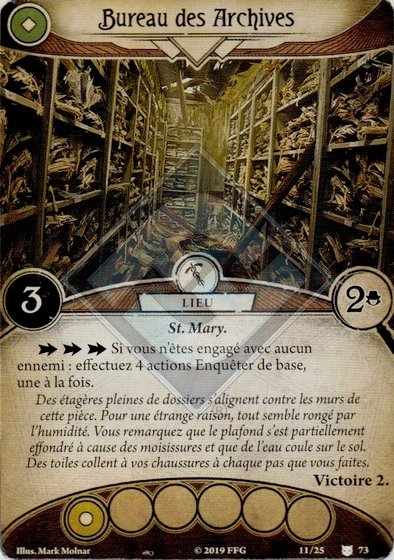 Bureau des Archives
3
LIEU
2
St. Mary.
Si vous n'êtes engagé avec aucun
ennemi : effectuez 4 actions Enquêter de base,
une à la fois.
Des étagères pleines de dossiers s'alignent contre les murs de
cette pièce. Pour une étrange raison, tout semble rongé par
l'humidité. Vous remarquez que le plafond s'est partiellement
effondré à cause des moisissures et que de l'eau coule sur le sol.
Des toiles collent à vos chaussures à chaque pas que vous faites.
Victoire 2.
Illus. Mark Molnar
© 2019 FFG
11/25
73